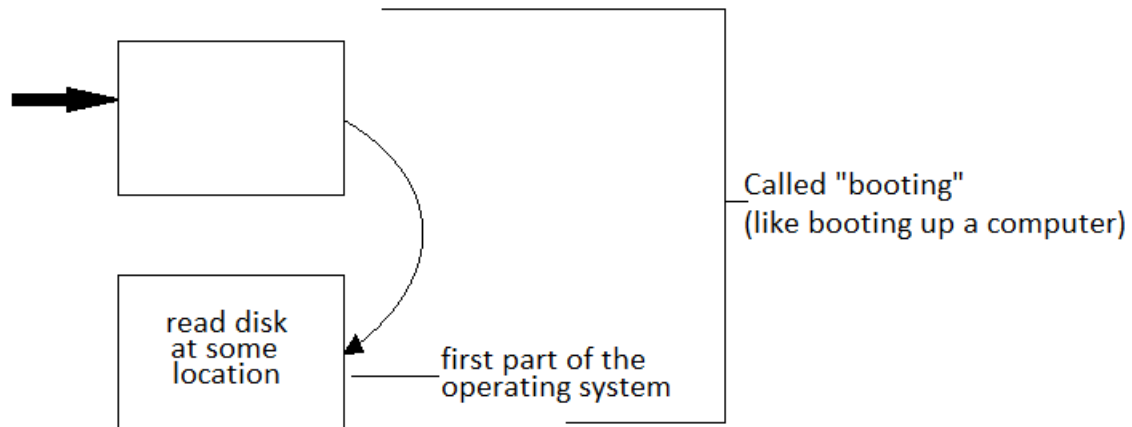 Called "booting"
(like booting up a computer)
read disk
at some
location
first part of the
operating system